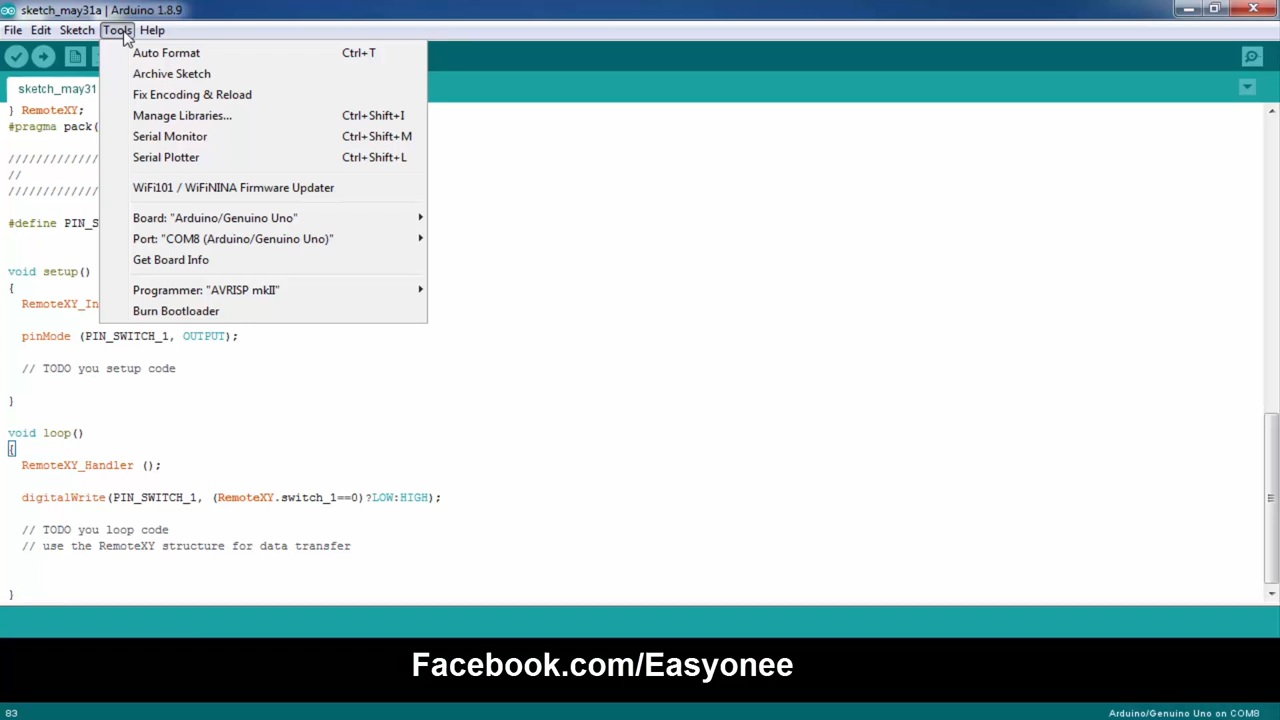 sketch_may31a | Arduino 1.8.9
File Edit Sketch Tools Help
Auto Format Ctrl+T
Archive Sketch
Fix Encoding & Reload
Manage Libraries... Ctrl+Shift+I
Serial Monitor Ctrl+Shift+M
Serial Plotter Ctrl+Shift+L
WiFi101 / WiFiNINA Firmware Updater
Board: "Arduino/Genuino Uno"
Port: "COM8 (Arduino/Genuino Uno)"
Get Board Info
Programmer: "AVRISP mkII"
Burn Bootloader
sketch_may31
} RemoteXY;
#pragma pack(
/////////////
//
/////////////
#define PIN_S
void setup()
{
RemoteXY_In
pinMode (PIN_SWITCH_1, OUTPUT);
// TODO you setup code
}
void loop()
{
RemoteXY_Handler ();
digitalWrite(PIN_SWITCH_1, (RemoteXY.switch_1==0)?LOW:HIGH);
// TODO you loop code
// use the RemoteXY structure for data transfer
}
Facebook.com/Easyonee
83 Arduino/Genuino Uno on COM8